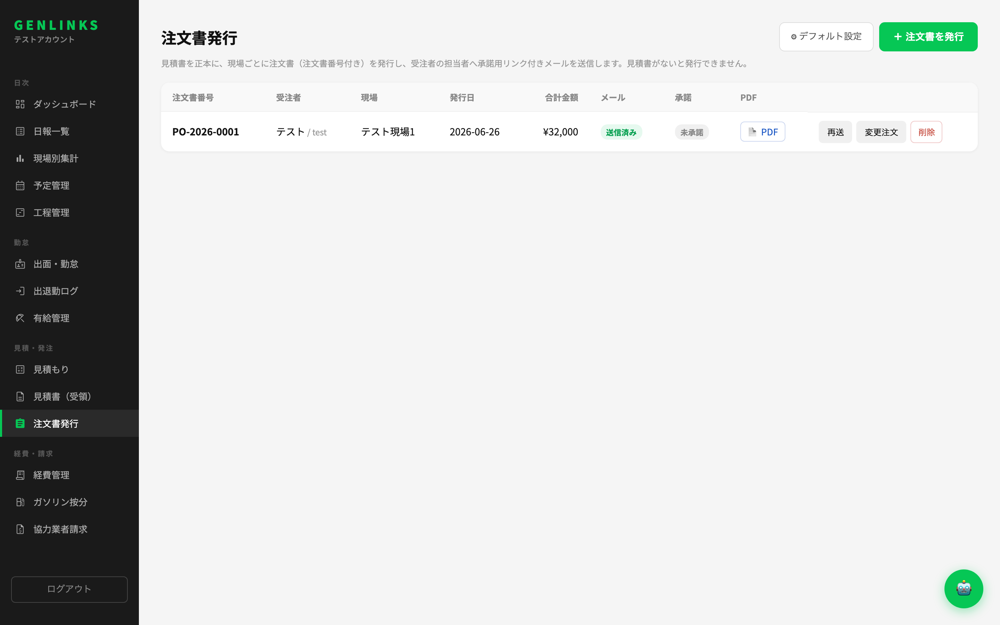 GENLINKS
テストアカウント
日次
ダッシュボード
日報一覧
現場別集計
予定管理
工程管理
勤怠
出面・勤怠
出退勤ログ
有給管理
見積・発注
見積もり
見積書（受領）
注文書発行
経費・請求
経費管理
ガソリン按分
協力業者請求
ログアウト
注文書発行
デフォルト設定
+ 注文書を発行
見積書を正本に、現場ごとに注文書（注文書番号付き）を発行し、受注者の担当者へ承諾用リンク付きメールを送信します。見積書がないと発行できません。
注文書番号 受注者 現場 発行日 合計金額 メール 承諾 PDF
PO-2026-0001 テスト / test テスト現場1 2026-06-26 ¥32,000 送信済み 未承諾 PDF 再送 変更注文 削除